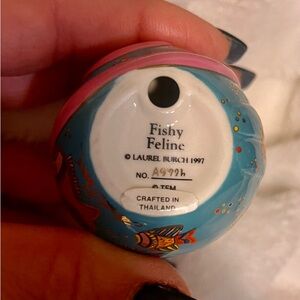 Fishy
Feline
© LAUREL BURCH 1997
NO.
© TFM
CRAFTED IN
THAILAND